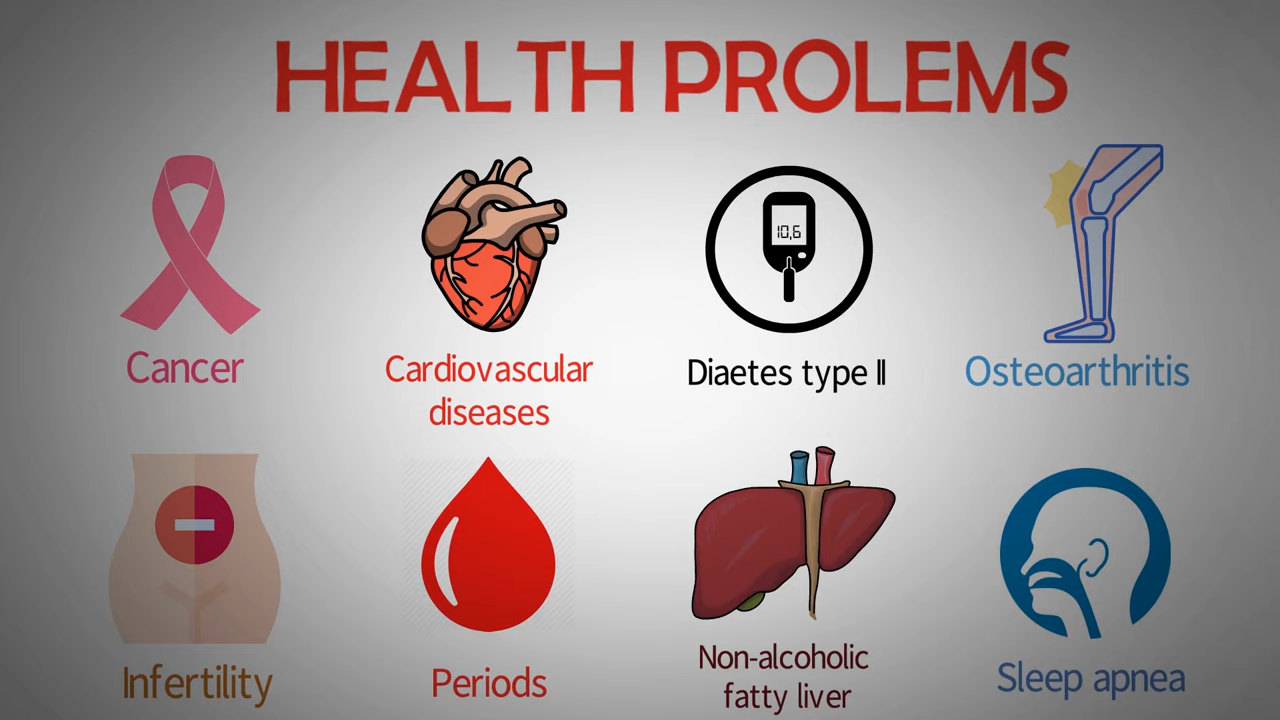 HEALTH PROLEMS
10,6
Cancer
Cardiovascular
diseases
Diaetes type II
Osteoarthritis
Infertility
Periods
Non-alcoholic
fatty liver
Sleep apnea